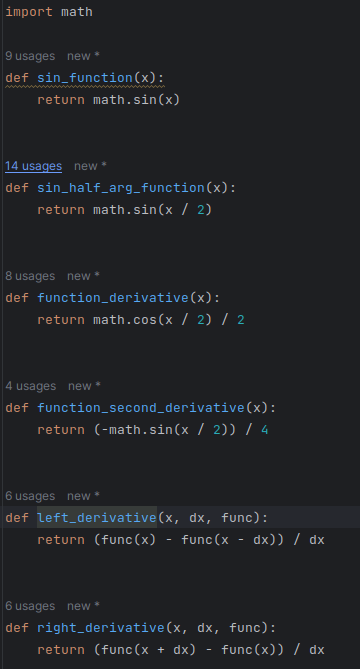 import math
9 usages   new *
def sin_function(x):
    return math.sin(x)
14 usages   new *
def sin_half_arg_function(x):
    return math.sin(x / 2)
8 usages   new *
def function_derivative(x):
    return math.cos(x / 2) / 2
4 usages   new *
def function_second_derivative(x):
    return (-math.sin(x / 2)) / 4
6 usages   new *
def left_derivative(x, dx, func):
    return (func(x) - func(x - dx)) / dx
6 usages   new *
def right_derivative(x, dx, func):
    return (func(x + dx) - func(x)) / dx